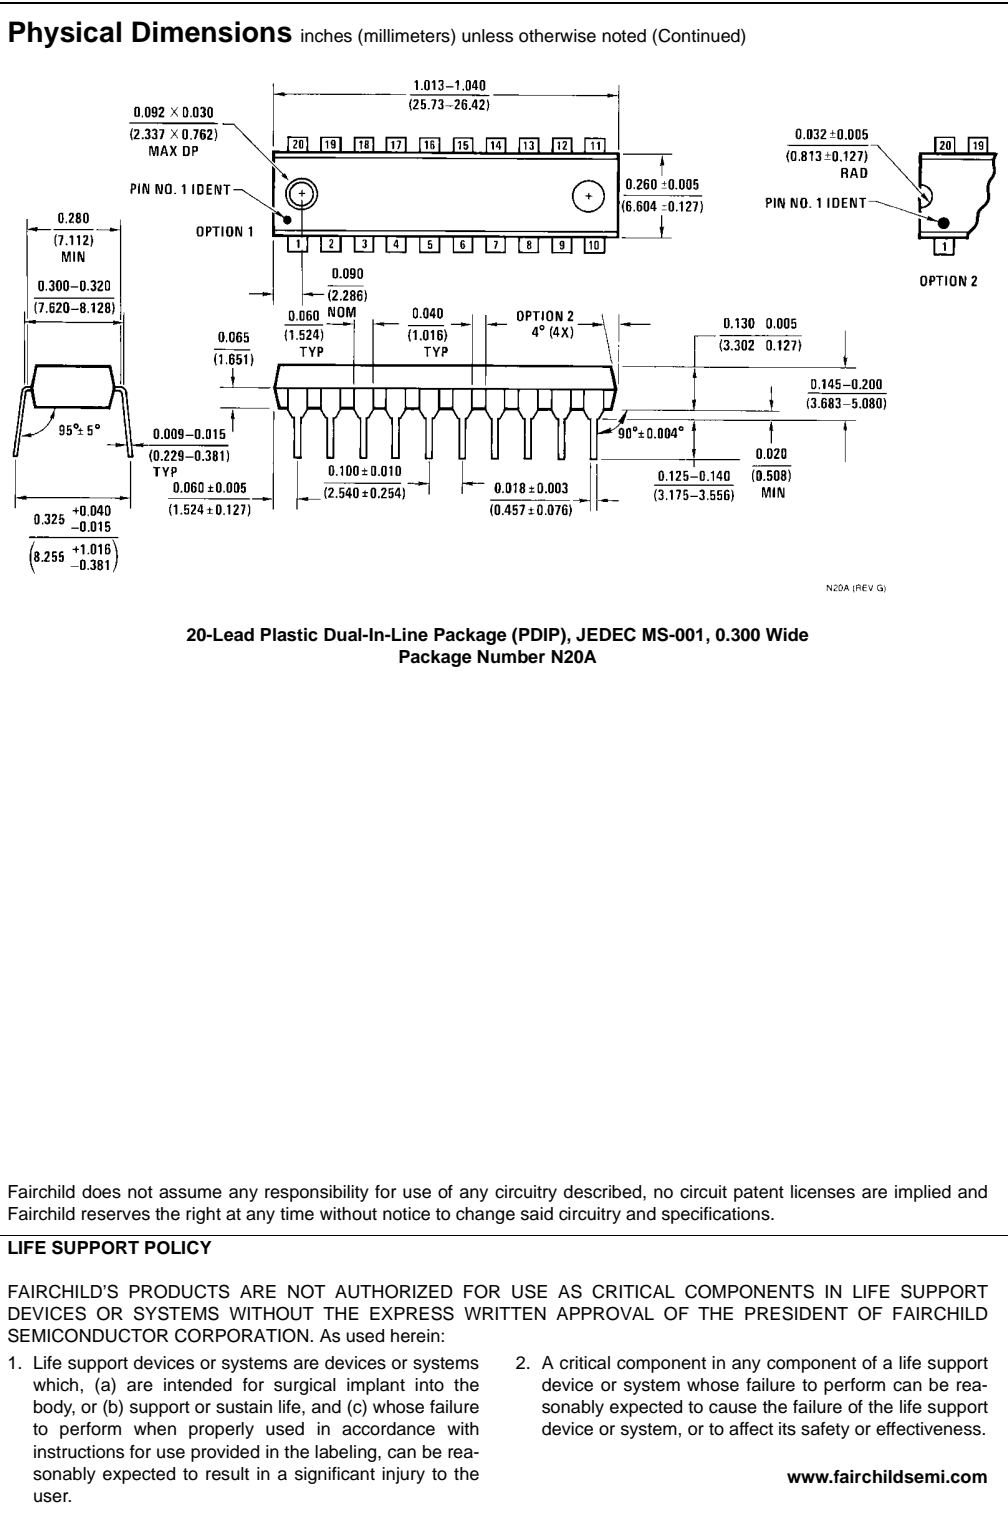 Physical Dimensions inches (millimeters) unless otherwise noted (Continued)
1.013–1.040
(25.73–26.42)
0.092 × 0.030
(2.337 × 0.762)
MAX DP
20 19 18 17 16 15 14 13 12 11
0.032 ±0.005
(0.813 ±0.127)
RAD
20 19
PIN NO. 1 IDENT
0.260 ±0.005
(6.604 ±0.127)
PIN NO. 1 IDENT
OPTION 1
1 2 3 4 5 6 7 8 9 10
1
OPTION 2
0.280
(7.112)
MIN
0.090
(2.286)
NOM
0.300–0.320
(7.620–8.128)
0.060
(1.524)
TYP
0.040
(1.016)
TYP
OPTION 2
4° (4X)
0.130 0.005
(3.302 0.127)
0.065
(1.651)
0.145–0.200
(3.683–5.080)
95°± 5°
90°±0.004°
0.009–0.015
(0.229–0.381)
TYP
0.100 ±0.010
(2.540 ±0.254)
0.020
(0.508)
MIN
0.125–0.140
(3.175–3.556)
0.060 ±0.005
(1.524 ±0.127)
0.018 ±0.003
(0.457 ±0.076)
0.325 +0.040
–0.015
(8.255 +1.016
–0.381)
N20A (REV G)
20-Lead Plastic Dual-In-Line Package (PDIP), JEDEC MS-001, 0.300 Wide
Package Number N20A
Fairchild does not assume any responsibility for use of any circuitry described, no circuit patent licenses are implied and
Fairchild reserves the right at any time without notice to change said circuitry and specifications.
LIFE SUPPORT POLICY
FAIRCHILD'S PRODUCTS ARE NOT AUTHORIZED FOR USE AS CRITICAL COMPONENTS IN LIFE SUPPORT
DEVICES OR SYSTEMS WITHOUT THE EXPRESS WRITTEN APPROVAL OF THE PRESIDENT OF FAIRCHILD
SEMICONDUCTOR CORPORATION. As used herein:
1. Life support devices or systems are devices or systems
which, (a) are intended for surgical implant into the
body, or (b) support or sustain life, and (c) whose failure
to perform when properly used in accordance with
instructions for use provided in the labeling, can be rea-
sonably expected to result in a significant injury to the
user.
2. A critical component in any component of a life support
device or system whose failure to perform can be rea-
sonably expected to cause the failure of the life support
device or system, or to affect its safety or effectiveness.
www.fairchildsemi.com